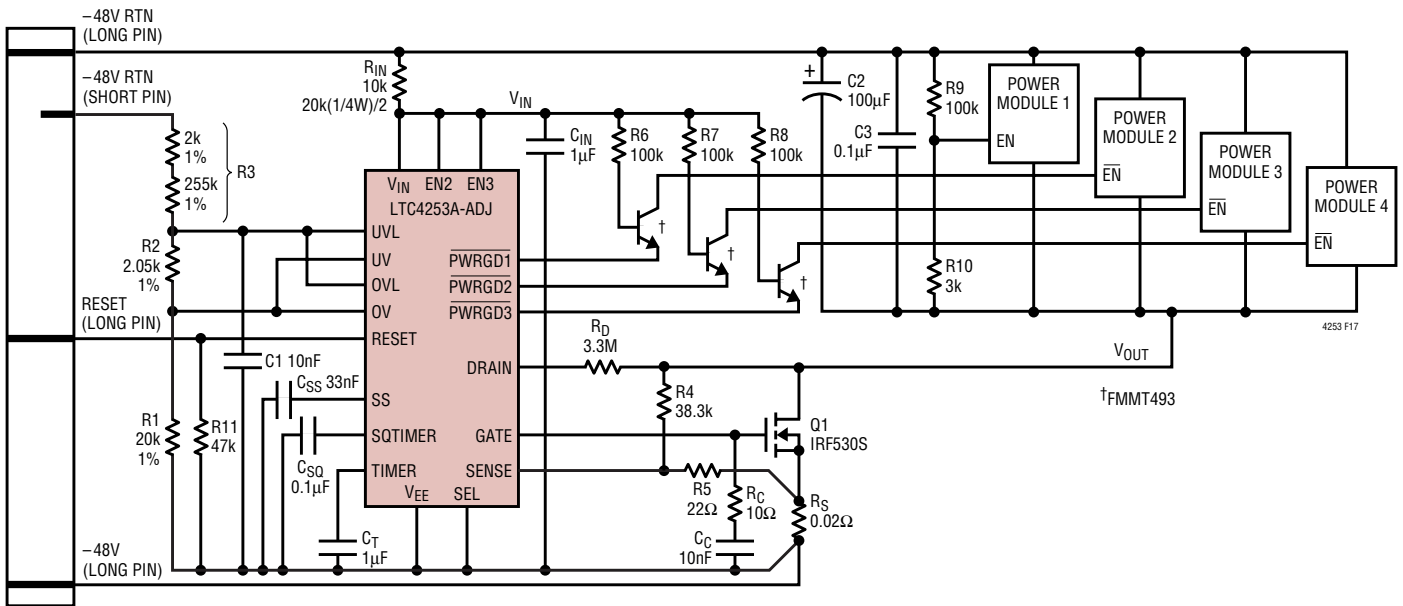 −48V RTN
(LONG PIN)
−48V RTN
(SHORT PIN)
2k
1%
255k
1%
R3
R2
2.05k
1%
RESET
(LONG PIN)
R1
20k
1%
R11
47k
−48V
(LONG PIN)
RIN
10k
20k(1/4W)/2
VIN
CIN
1µF
R6
100k
R7
100k
R8
100k
VIN EN2 EN3
LTC4253A-ADJ
UVL
UV
OVL
OV
RESET
SS
SQTIMER
TIMER
VEE
SEL
PWRGD1
PWRGD2
PWRGD3
DRAIN
GATE
SENSE
C1 10nF
CSS 33nF
CSQ
0.1µF
CT
1µF
†
†
†
RD
3.3M
R4
38.3k
R5
22Ω
RC
10Ω
CC
10nF
Q1
IRF530S
RS
0.02Ω
+
C2
100µF
C3
0.1µF
R9
100k
R10
3k
POWER
MODULE 1
EN
POWER
MODULE 2
EN
POWER
MODULE 3
EN
POWER
MODULE 4
EN
4253 F17
VOUT
†FMMT493